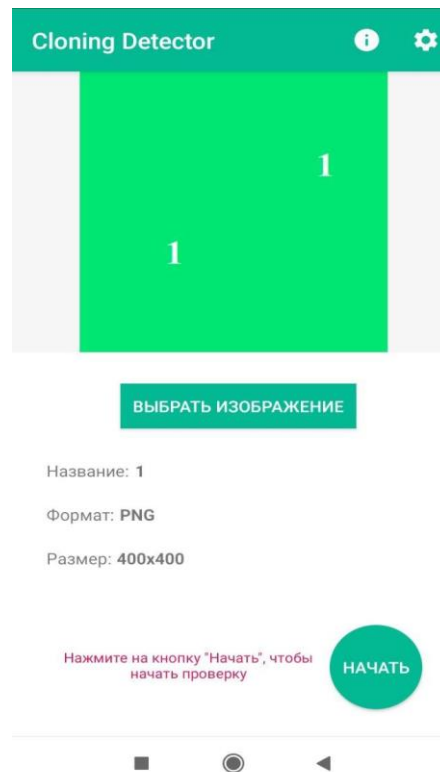 Cloning Detector
1
1
ВЫБРАТЬ ИЗОБРАЖЕНИЕ
Название: 1
Формат: PNG
Размер: 400x400
Нажмите на кнопку "Начать", чтобы
начать проверку
НАЧАТЬ